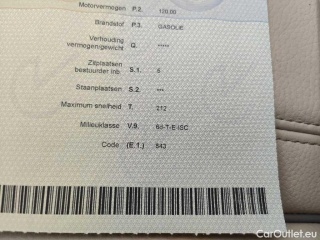 Motorvermogen P.2. 120,00
Brandstof P.3. GASOLIE
Verhouding
vermogen/gewicht Q. *****
Zitplaatsen
bestuurder inb. S.1. 5
Staanplaatsen S.2. ***
Maximum snelheid T. 212
Milieuklasse V.9. 6d-T-E-ISC
Code (E.1.) 843
CarOutlet.eu